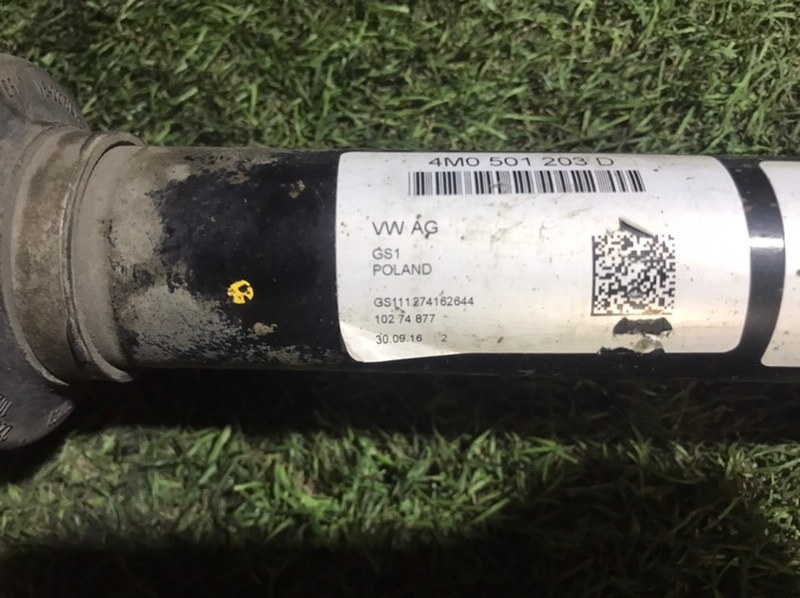 4M0 501 203 D
VW AG
GS1
POLAND
GS111274162644
102 74 877
30.09.16 2